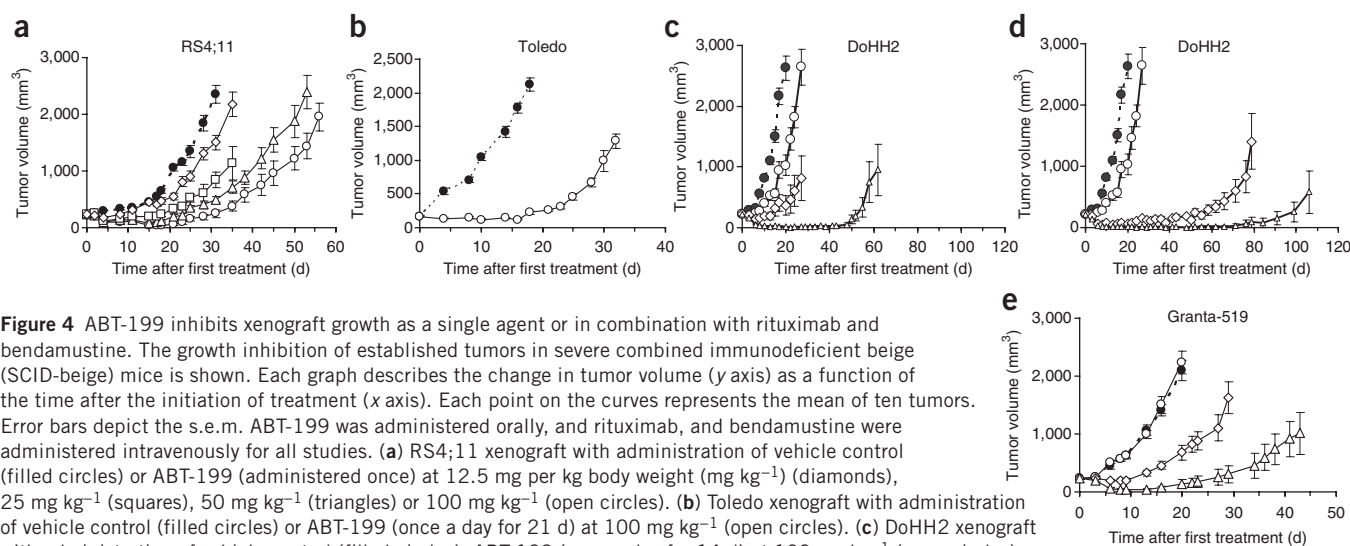 a
RS4;11
3,000
2,000
1,000
0
Tumor volume (mm³)
0 10 20 30 40 50 60
Time after first treatment (d)
b
Toledo
2,500
2,000
1,500
1,000
500
0
Tumor volume (mm³)
0 10 20 30 40
Time after first treatment (d)
c
DoHH2
3,000
2,000
1,000
0
Tumor volume (mm³)
0 20 40 60 80 100 120
Time after first treatment (d)
d
DoHH2
3,000
2,000
1,000
0
Tumor volume (mm³)
0 20 40 60 80 100 120
Time after first treatment (d)
e
Granta-519
3,000
2,000
1,000
0
Tumor volume (mm³)
0 10 20 30 40 50
Time after first treatment (d)
Figure 4 ABT-199 inhibits xenograft growth as a single agent or in combination with rituximab and
bendamustine. The growth inhibition of established tumors in severe combined immunodeficient beige
(SCID-beige) mice is shown. Each graph describes the change in tumor volume (y axis) as a function of
the time after the initiation of treatment (x axis). Each point on the curves represents the mean of ten tumors.
Error bars depict the s.e.m. ABT-199 was administered orally, and rituximab, and bendamustine were
administered intravenously for all studies. (a) RS4;11 xenograft with administration of vehicle control
(filled circles) or ABT-199 (administered once) at 12.5 mg per kg body weight (mg kg⁻¹) (diamonds),
25 mg kg⁻¹ (squares), 50 mg kg⁻¹ (triangles) or 100 mg kg⁻¹ (open circles). (b) Toledo xenograft with administration
of vehicle control (filled circles) or ABT-199 (once a day for 21 d) at 100 mg kg⁻¹ (open circles). (c) DoHH2 xenograft